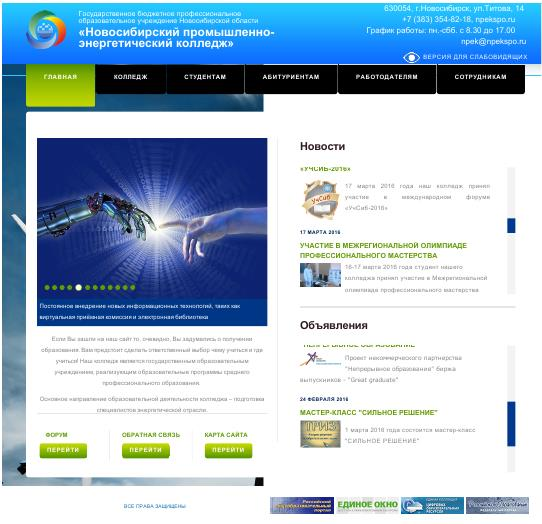 Государственное бюджетное профессиональное
образовательное учреждение Новосибирской области
«Новосибирский промышленно-
энергетический колледж»
630054, г.Новосибирск, ул.Титова, 14
+7 (383) 354-82-18, npekspo.ru
График работы: пн.-сбб. с 8.30 до 17.00
npek@npekspo.ru
ВЕРСИЯ ДЛЯ СЛАБОВИДЯЩИХ
ГЛАВНАЯ
КОЛЛЕДЖ
СТУДЕНТАМ
АБИТУРИЕНТАМ
РАБОТОДАТЕЛЯМ
СОТРУДНИКАМ
Постоянное внедрение новых информационных технологий, таких как
виртуальная приёмная комиссия и электронная библиотека
Если Вы зашли на наш сайт то, очевидно, Вы задумались о получении
образования. Вам предстоит сделать ответственный выбор чему учиться и где
учиться! Наш колледж является государственным образовательным
учреждением, реализующим образовательные программы среднего
профессионального образования.
Основное направление образовательной деятельности колледжа – подготовка
специалистов энергетической отрасли.
ФОРУМ
ПЕРЕЙТИ
ОБРАТНАЯ СВЯЗЬ
ПЕРЕЙТИ
КАРТА САЙТА
ПЕРЕЙТИ
Новости
«УЧСИБ-2016»
УчСиб
17 марта 2016 года наш колледж принял
участие в международном форуме
«УчСиб-2016»
17 МАРТА 2016
УЧАСТИЕ В МЕЖРЕГИОНАЛЬНОЙ ОЛИМПИАДЕ
ПРОФЕССИОНАЛЬНОГО МАСТЕРСТВА
16-17 марта 2016 года студент нашего
колледжа принял участие в Межрегиональной
олимпиаде профессионального мастерства
Объявления
"НЕПРЕРЫВНОЕ ОБРАЗОВАНИЕ"
Проект некоммерческого партнерства
"Непрерывное образование" биржа
выпускников - "Great graduate"
24 ФЕВРАЛЯ 2016
МАСТЕР-КЛАСС "СИЛЬНОЕ РЕШЕНИЕ"
ПРИЗ
1 марта 2016 года состоится мастер-класс
"СИЛЬНОЕ РЕШЕНИЕ"
ВСЕ ПРАВА ЗАЩИЩЕНЫ
ЕДИНОЕ ОКНО